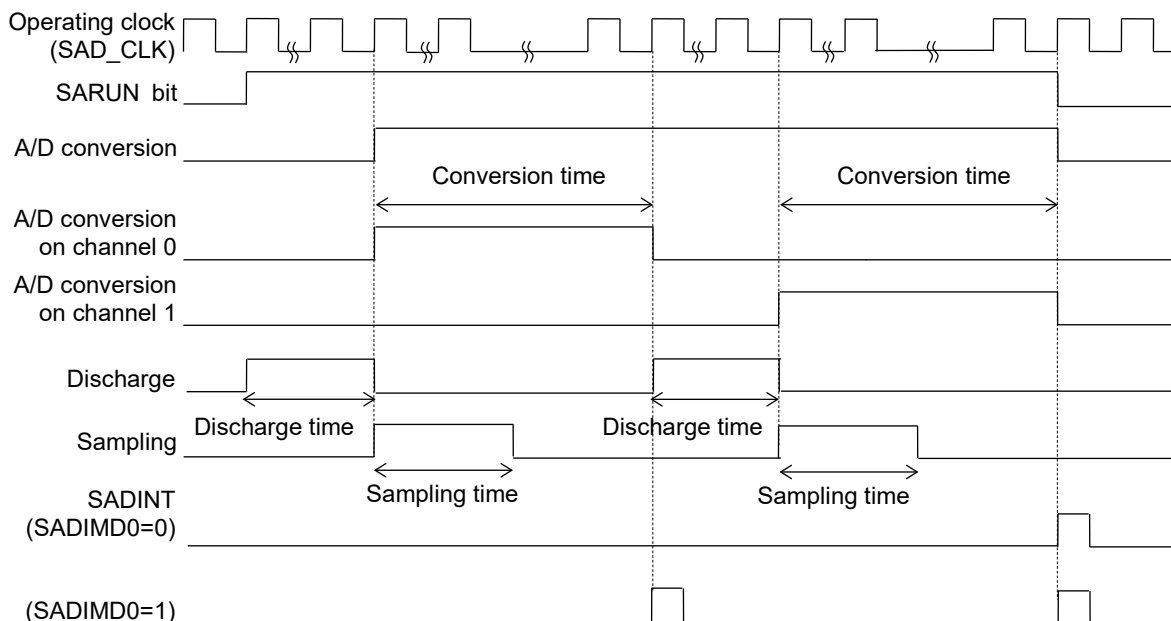 Operating clock
(SAD_CLK)
SARUN bit
A/D conversion
Conversion time
Conversion time
A/D conversion
on channel 0
A/D conversion
on channel 1
Discharge
Discharge time
Discharge time
Sampling
Sampling time
Sampling time
SADINT
(SADIMD0=0)
(SADIMD0=1)